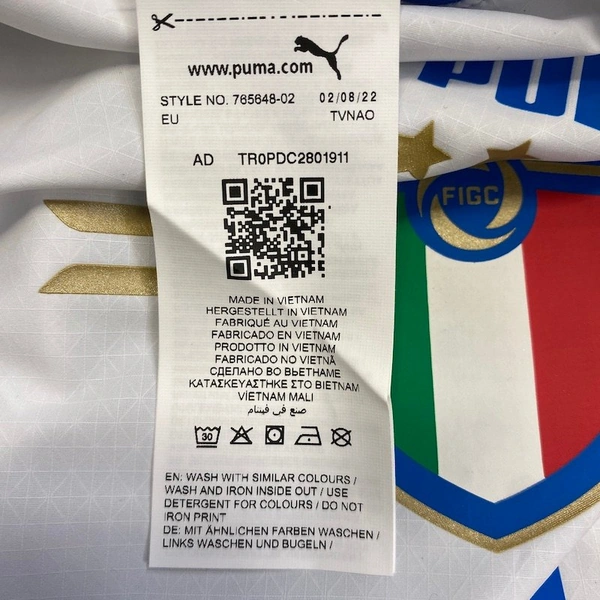 www.puma.com
STYLE NO. 765648-02 02/08/22
EU TVNAO
AD TR0PDC2801911
MADE IN VIETNAM
HERGESTELLT IN VIETNAM
FABRIQUÉ AU VIETNAM
FABRICADO EN VIETNAM
PRODOTTO IN VIETNAM
FABRICADO NO VIETNÃ
СДЕЛАНО ВО ВЬЕТНАМЕ
ΚΑΤΑΣΚΕΥΑΣΤΗΚΕ ΣΤΟ ΒΙΕΤΝΑΜ
VİETNAM MALI
صنع في فيتنام
30
EN: WASH WITH SIMILAR COLOURS /
WASH AND IRON INSIDE OUT / USE
DETERGENT FOR COLOURS / DO NOT
IRON PRINT
DE: MIT ÄHNLICHEN FARBEN WASCHEN /
LINKS WASCHEN UND BUGELN /
FIGC